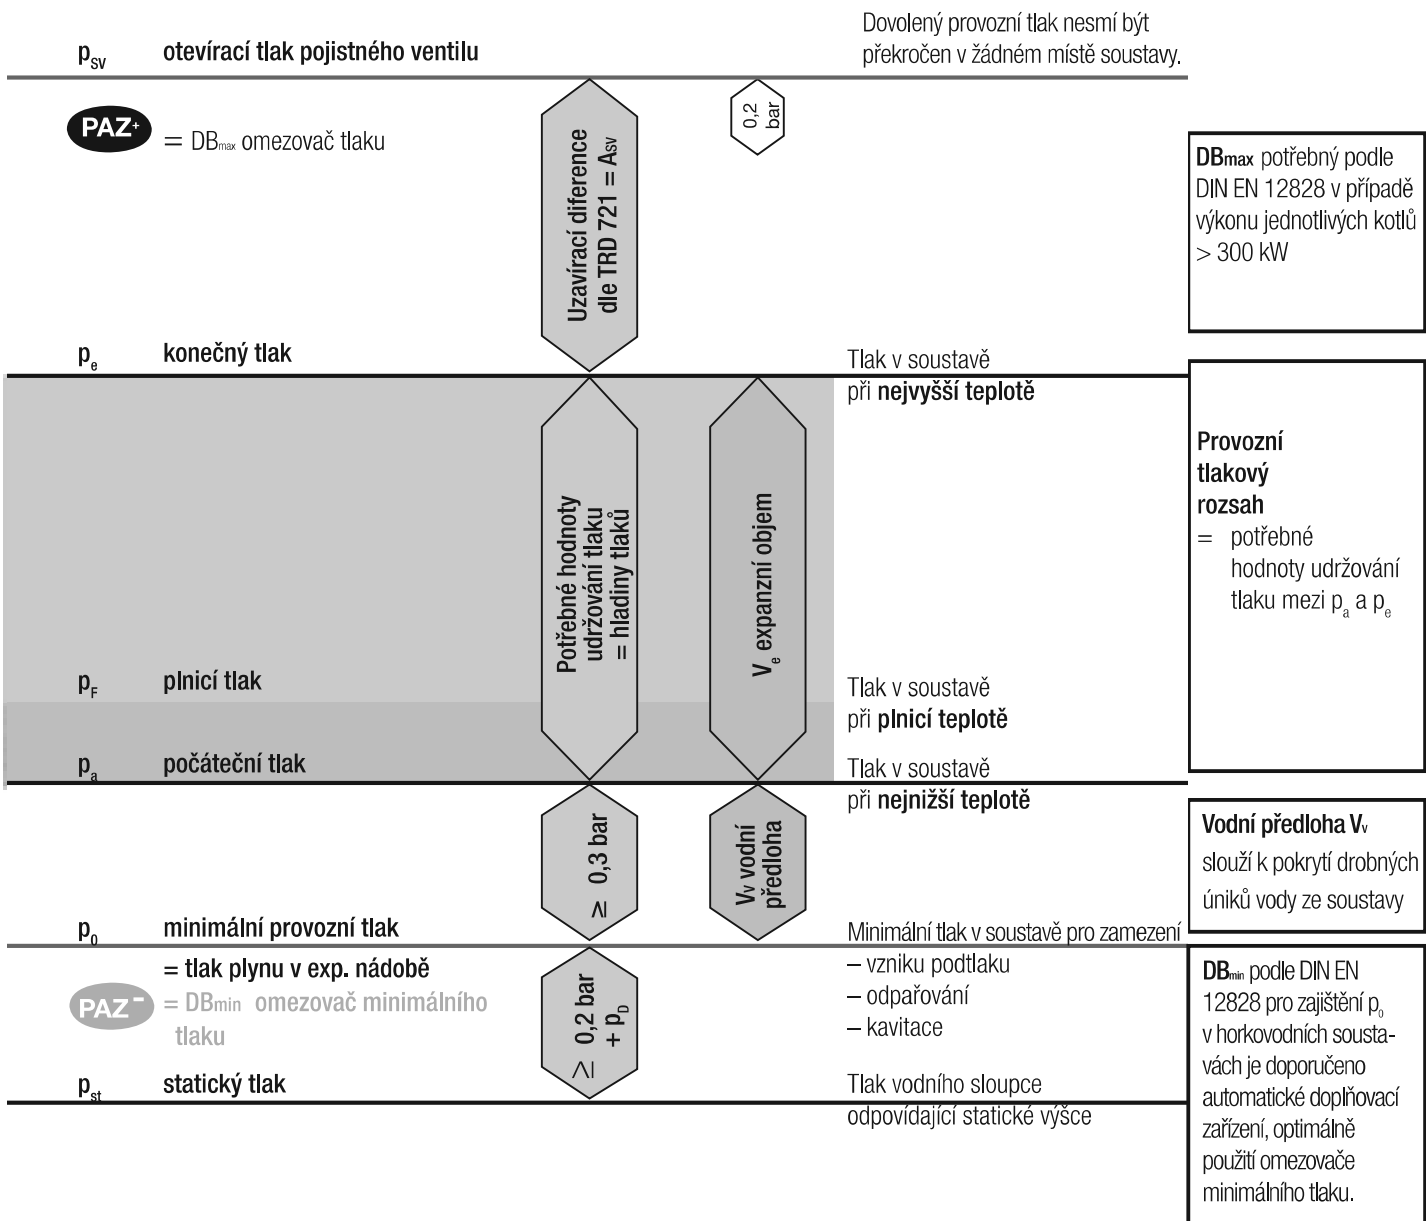 p_sv otevírací tlak pojistného ventilu
Dovolený provozní tlak nesmí být
překročen v žádném místě soustavy.
PAZ+ = DBmax omezovač tlaku
Uzavírací diference
dle TRD 721 = Asv
0,2
bar
DBmax potřebný podle
DIN EN 12828 v případě
výkonu jednotlivých kotlů
> 300 kW
p_e konečný tlak
Tlak v soustavě
při nejvyšší teplotě
Potřebné hodnoty
udržování tlaku
= hladiny tlaků
V_e expanzní objem
Provozní
tlakový
rozsah
= potřebné
hodnoty udržování
tlaku mezi p_a a p_e
p_F plnicí tlak
Tlak v soustavě
při plnicí teplotě
p_a počáteční tlak
Tlak v soustavě
při nejnižší teplotě
≥ 0,3 bar
Vv vodní
předloha
Vodní předloha Vv
slouží k pokrytí drobných
úniků vody ze soustavy
p_0 minimální provozní tlak
= tlak plynu v exp. nádobě
PAZ- = DBmin omezovač minimálního
tlaku
≥ 0,2 bar
+ p_D
Minimální tlak v soustavě pro zamezení
– vzniku podtlaku
– odpařování
– kavitace
DBmin podle DIN EN
12828 pro zajištění p_0
v horkovodních sousta-
vách je doporučeno
automatické doplňovací
zařízení, optimálně
použití omezovače
minimálního tlaku.
p_st statický tlak
Tlak vodního sloupce
odpovídající statické výšce